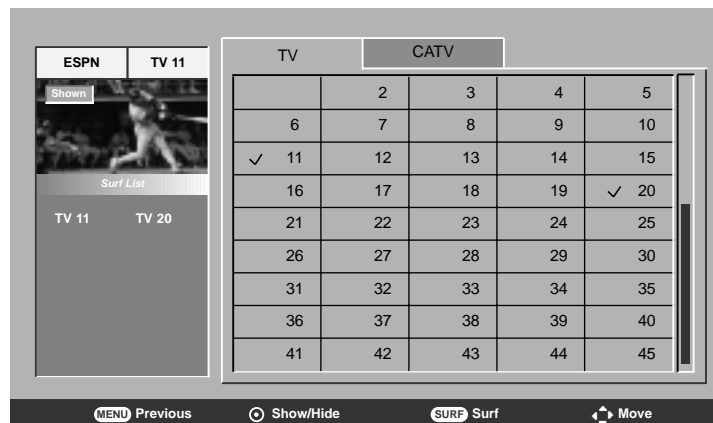 ESPN TV 11
Shown
Surf List
TV 11 TV 20
TV CATV
2 3 4 5
6 7 8 9 10
✓ 11 12 13 14 15
16 17 18 19 ✓ 20
21 22 23 24 25
26 27 28 29 30
31 32 33 34 35
36 37 38 39 40
41 42 43 44 45
MENU Previous Show/Hide SURF Surf Move